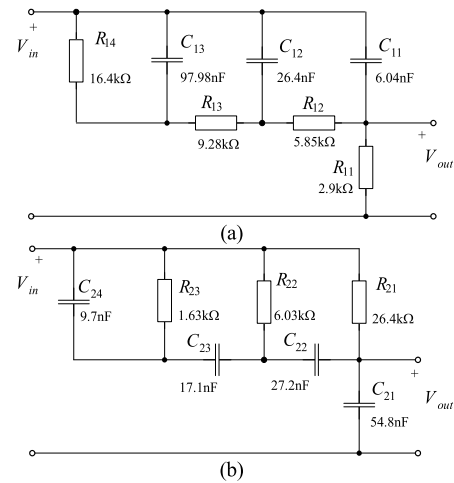 +
V_in
R_14
16.4kΩ
C_13
97.98nF
C_12
26.4nF
C_11
6.04nF
R_13
9.28kΩ
R_12
5.85kΩ
R_11
2.9kΩ
+
V_out
(a)
+
V_in
C_24
9.7nF
R_23
1.63kΩ
R_22
6.03kΩ
R_21
26.4kΩ
C_23
17.1nF
C_22
27.2nF
C_21
54.8nF
+
V_out
(b)